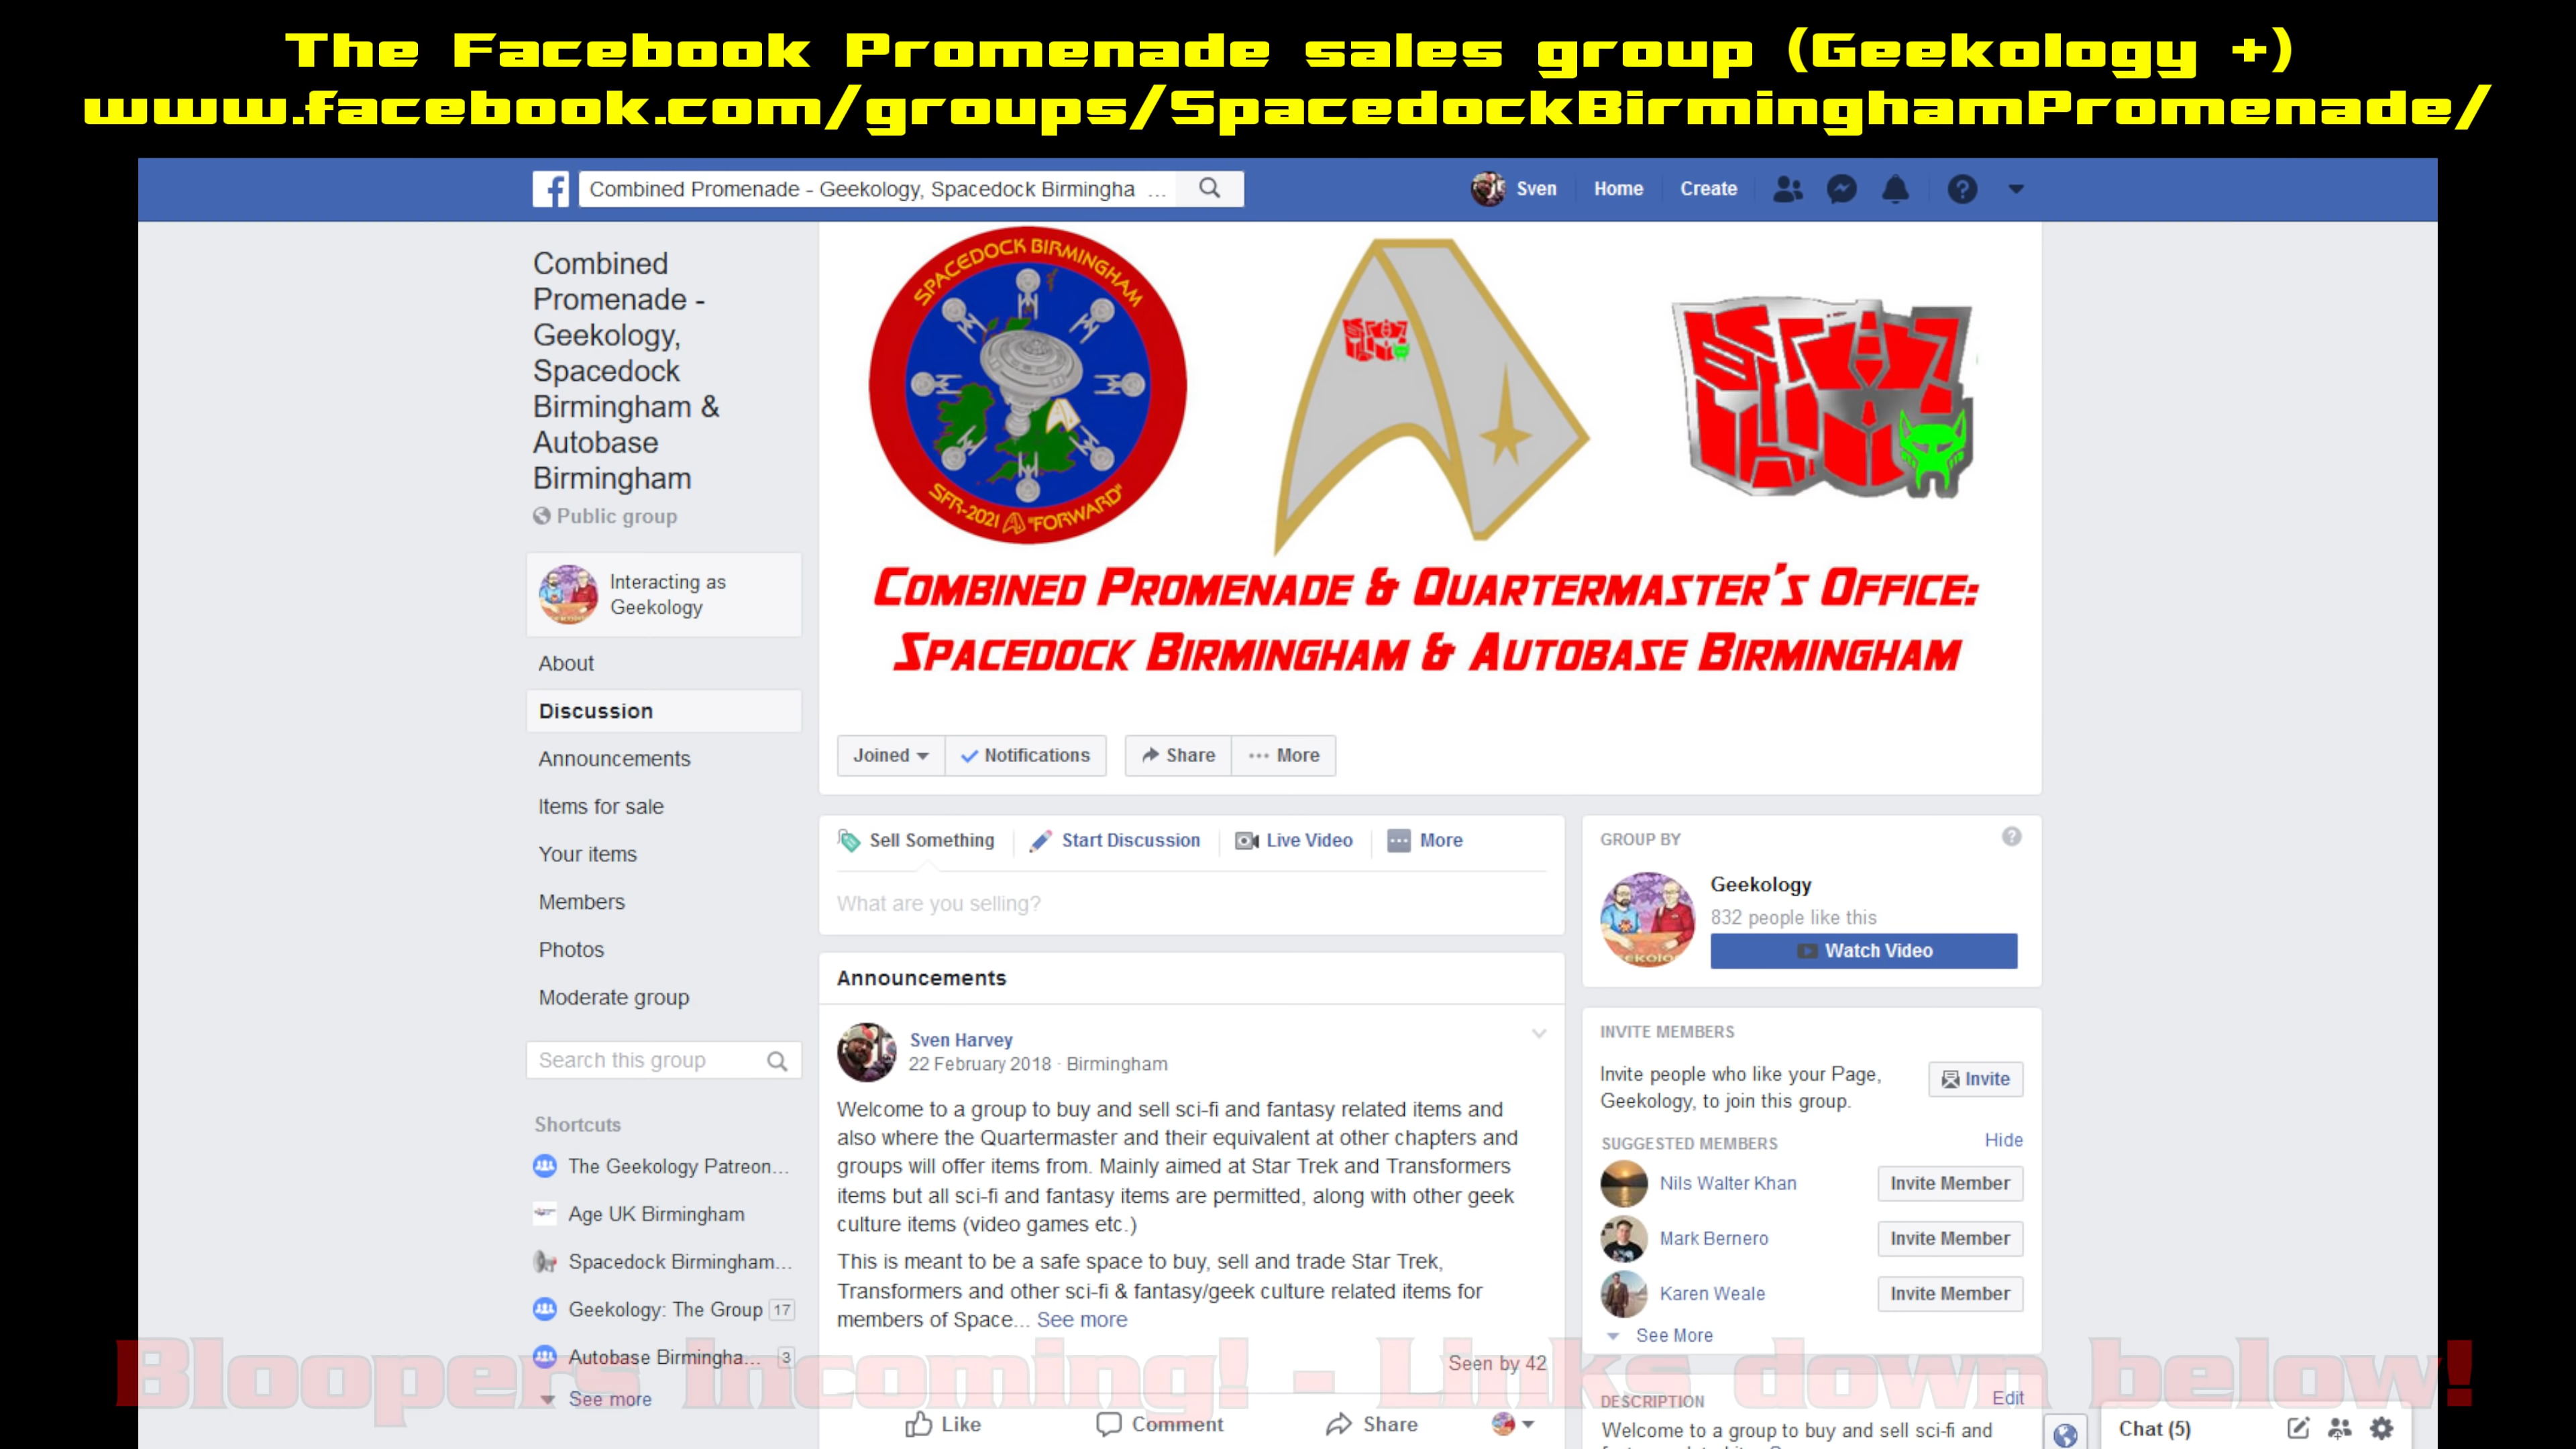 The Facebook Promenade sales group (Geekology +)
www.facebook.com/groups/SpacedockBirminghamPromenade/
Combined Promenade - Geekology, Spacedock Birmingha ...
Sven
Home
Create
Combined
Promenade -
Geekology,
Spacedock
Birmingham &
Autobase
Birmingham
Public group
Interacting as
Geekology
About
Discussion
Announcements
Items for sale
Your items
Members
Photos
Moderate group
Search this group
Shortcuts
The Geekology Patreon...
Age UK Birmingham
Spacedock Birmingham...
Geekology: The Group 17
Autobase Birmingha... 3
See more
SPACEDOCK BIRMINGHAM
SFR-2021 "FORWARD"
COMBINED PROMENADE & QUARTERMASTER'S OFFICE:
SPACEDOCK BIRMINGHAM & AUTOBASE BIRMINGHAM
Joined
Notifications
Share
More
Sell Something
Start Discussion
Live Video
More
What are you selling?
Announcements
Sven Harvey
22 February 2018 · Birmingham
Welcome to a group to buy and sell sci-fi and fantasy related items and
also where the Quartermaster and their equivalent at other chapters and
groups will offer items from. Mainly aimed at Star Trek and Transformers
items but all sci-fi and fantasy items are permitted, along with other geek
culture items (video games etc.)
This is meant to be a safe space to buy, sell and trade Star Trek,
Transformers and other sci-fi & fantasy/geek culture related items for
members of Space... See more
Seen by 42
Like
Comment
Share
GROUP BY
Geekology
832 people like this
Watch Video
INVITE MEMBERS
Invite people who like your Page,
Geekology, to join this group.
Invite
SUGGESTED MEMBERS
Hide
Nils Walter Khan
Invite Member
Mark Bernero
Invite Member
Karen Weale
Invite Member
See More
DESCRIPTION
Edit
Welcome to a group to buy and sell sci-fi and
Chat (5)
Bloopers incoming! - Links down below!